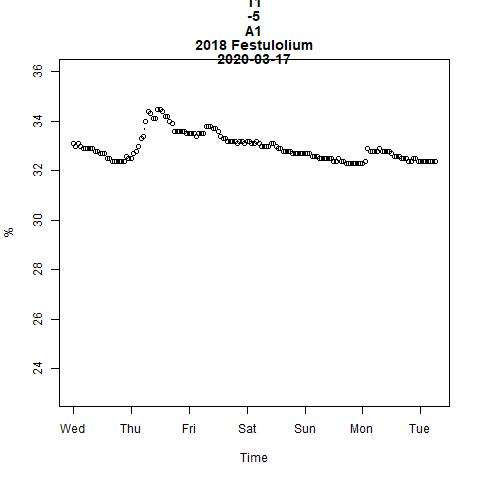 T1
-5
A1
2018 Festulolium
2020-03-17
36
34
32
30
28
26
24
%
Wed Thu Fri Sat Sun Mon Tue
Time